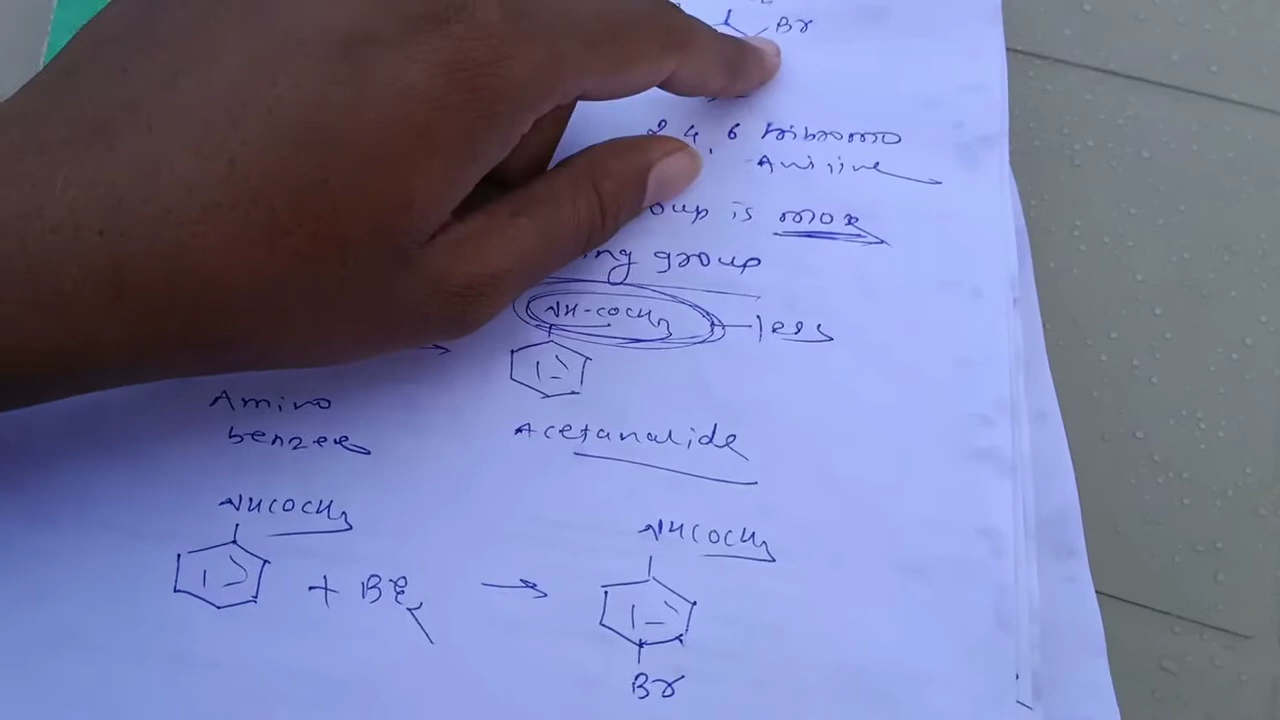 Br
2 4, 6 tribromo
Aniline
oup is max
ing group
NH-COCH3
less
Amino
benzee
Acetanalide
NHCOCH3
NHCOCH3
+ Br2
Br